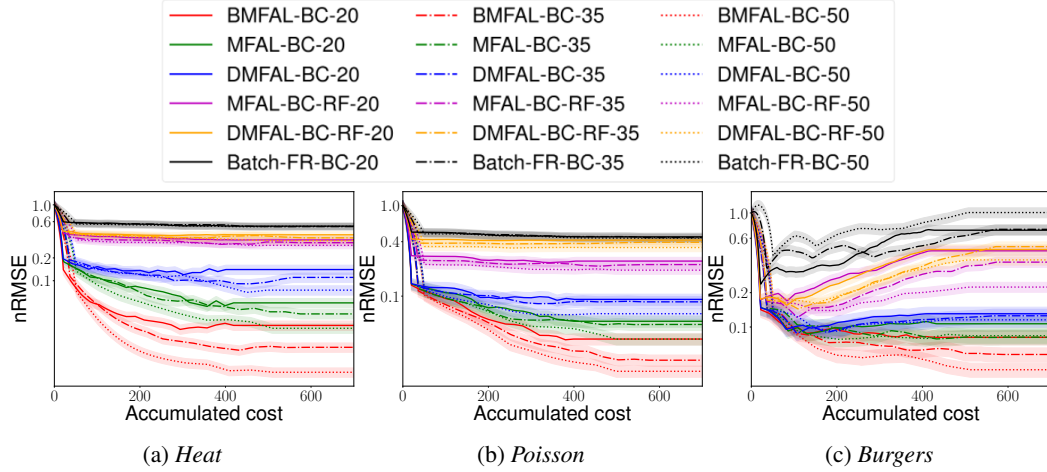 BMFAL-BC-20 BMFAL-BC-35 BMFAL-BC-50
MFAL-BC-20 MFAL-BC-35 MFAL-BC-50
DMFAL-BC-20 DMFAL-BC-35 DMFAL-BC-50
MFAL-BC-RF-20 MFAL-BC-RF-35 MFAL-BC-RF-50
DMFAL-BC-RF-20 DMFAL-BC-RF-35 DMFAL-BC-RF-50
Batch-FR-BC-20 Batch-FR-BC-35 Batch-FR-BC-50
nRMSE
1.0
0.6
0.2
0.1
0 200 400 600
Accumulated cost
(a) Heat
nRMSE
1.0
0.4
0.1
0 200 400 600
Accumulated cost
(b) Poisson
nRMSE
1.0
0.6
0.2
0.1
0 200 400 600
Accumulated cost
(c) Burgers